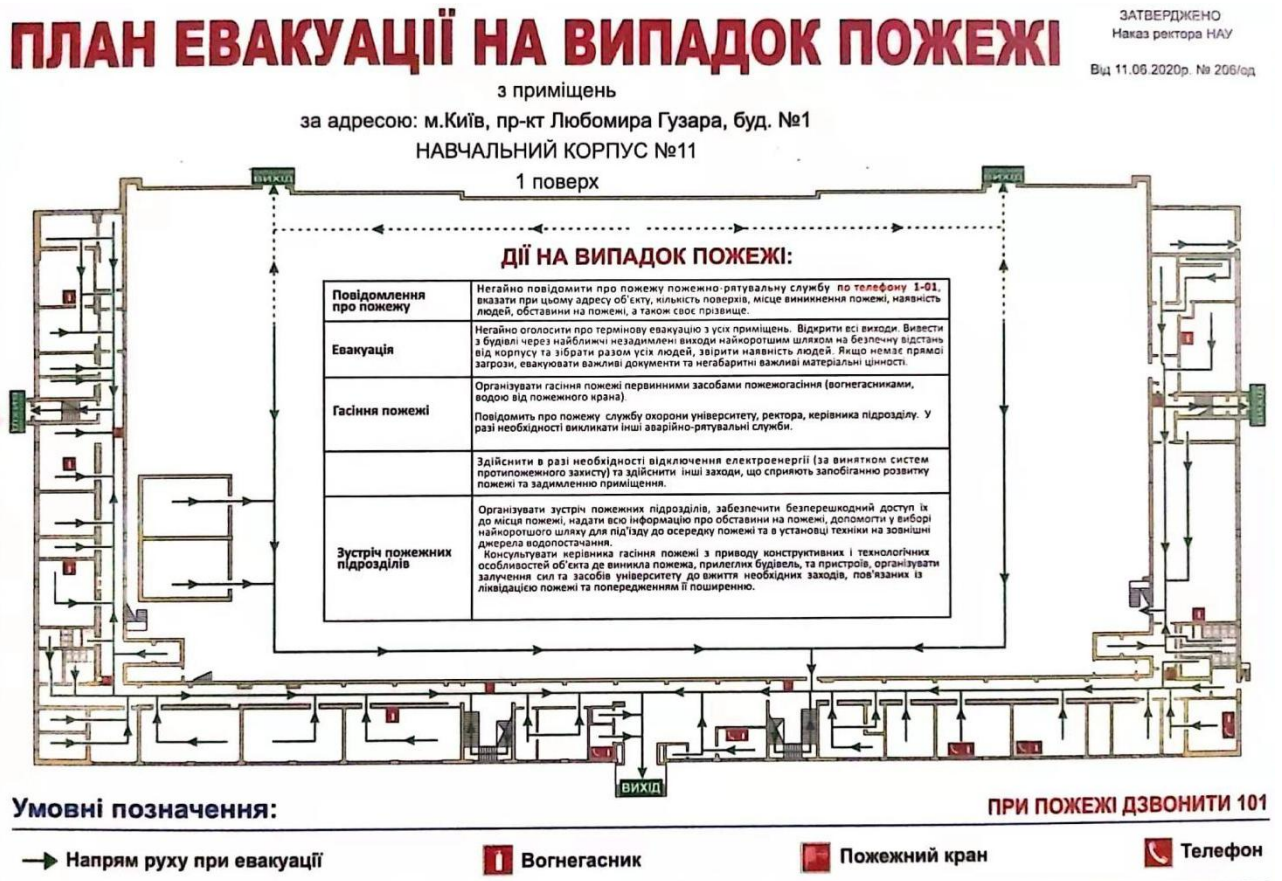 ПЛАН ЕВАКУАЦІЇ НА ВИПАДОК ПОЖЕЖІ
ЗАТВЕРДЖЕНО
Наказ ректора НАУ
Від 11.06.2020р. № 206/од
з приміщень
за адресою: м.Київ, пр-кт Любомира Гузара, буд. №1
НАВЧАЛЬНИЙ КОРПУС №11
1 поверх
ВИХІД
ВИХІД
ДІЇ НА ВИПАДОК ПОЖЕЖІ:
Повідомлення
про пожежу
Негайно повідомити про пожежу пожежно-рятувальну службу по телефону 1-01,
вказати при цьому адресу об'єкту, кількість поверхів, місце виникнення пожежі, наявність
людей, обставини на пожежі, а також своє прізвище.
Евакуація
Негайно оголосити про термінову евакуацію з усіх приміщень. Відкрити всі виходи. Вивести
з будівлі через найближчі незадимлені виходи найкоротшим шляхом на безпечну відстань
від корпусу та зібрати разом усіх людей, звірити наявність людей. Якщо немає прямої
загрози, евакуювати важливі документи та негабаритні важливі матеріальні цінності.
Гасіння пожежі
Організувати гасіння пожежі первинними засобами пожежогасіння (вогнегасниками,
водою від пожежного крана).
Повідомить про пожежу службу охорони університету, ректора, керівника підрозділу. У
разі необхідності викликати інші аварійно-рятувальні служби.
Здійснити в разі необхідності відключення електроенергії (за винятком систем
протипожежного захисту) та здійснити інші заходи, що сприяють запобіганню розвитку
пожежі та задимленню приміщення.
Зустріч пожежних
підрозділів
Організувати зустріч пожежних підрозділів, забезпечити безперешкодний доступ їх
до місця пожежі, надати всю інформацію про обставини на пожежі, допомогти у виборі
найкоротшого шляху для під'їзду до осередку пожежі та в установці техніки на зовнішні
джерела водопостачання.
Консультувати керівника гасіння пожежі з приводу конструктивних і технологічних
особливостей об'єкта де виникла пожежа, прилеглих будівель, та пристроїв, організувати
залучення сил та засобів університету до вжиття необхідних заходів, пов'язаних із
ліквідацією пожежі та попередженням її поширенню.
ВИХІД
ВИХІД
ВИХІД
Умовні позначення:
ПРИ ПОЖЕЖІ ДЗВОНИТИ 101
Напрям руху при евакуації
Вогнегасник
Пожежний кран
Телефон